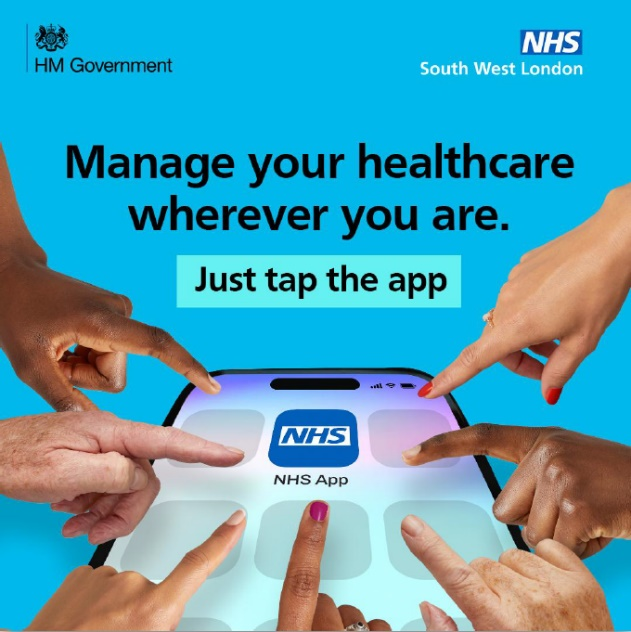 HM Government
NHS
South West London
Manage your healthcare
wherever you are.
Just tap the app
NHS
NHS App